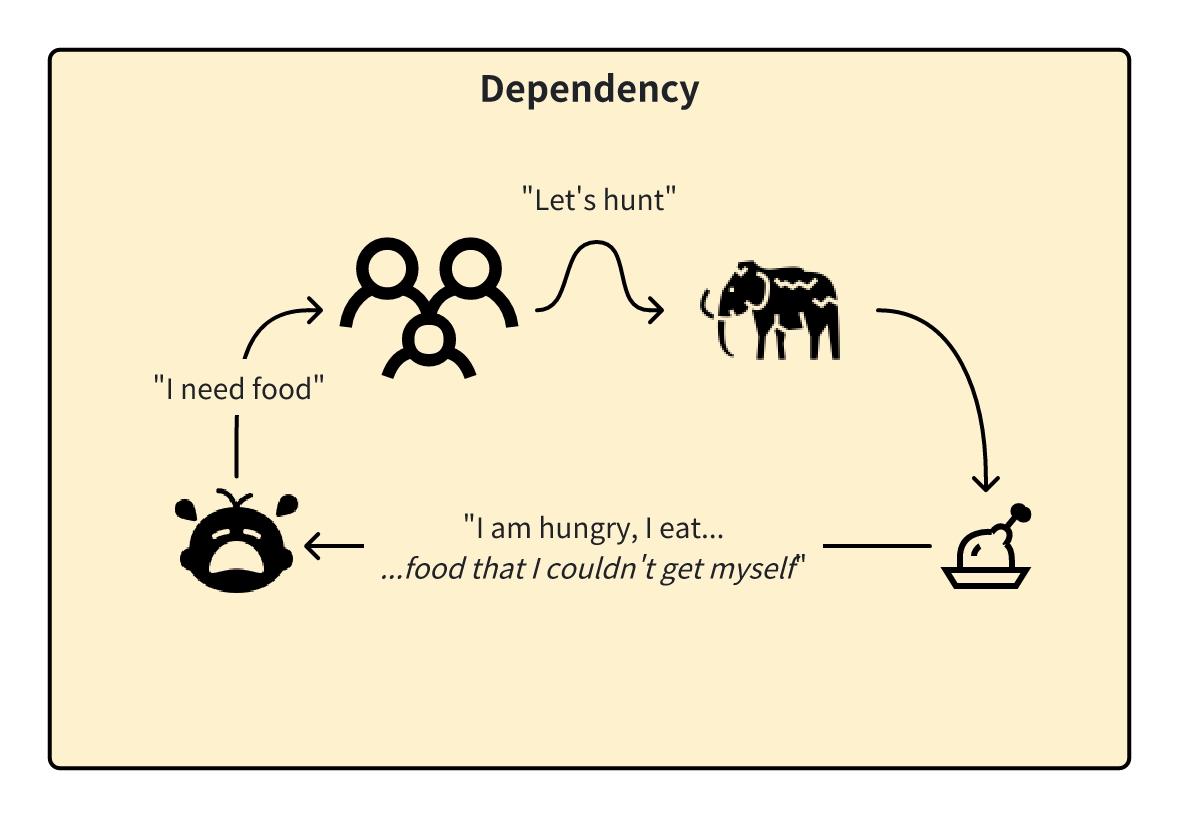 Dependency
"Let's hunt"
"I need food"
"I am hungry, I eat...
...food that I couldn't get myself"